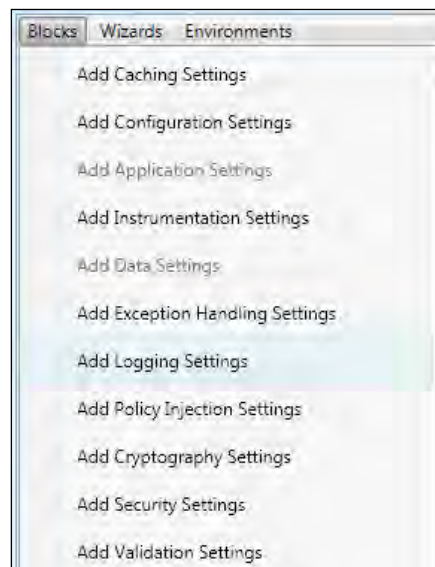 Blocks Wizards Environments
Add Caching Settings
Add Configuration Settings
Add Application Settings
Add Instrumentation Settings
Add Data Settings
Add Exception Handling Settings
Add Logging Settings
Add Policy Injection Settings
Add Cryptography Settings
Add Security Settings
Add Validation Settings